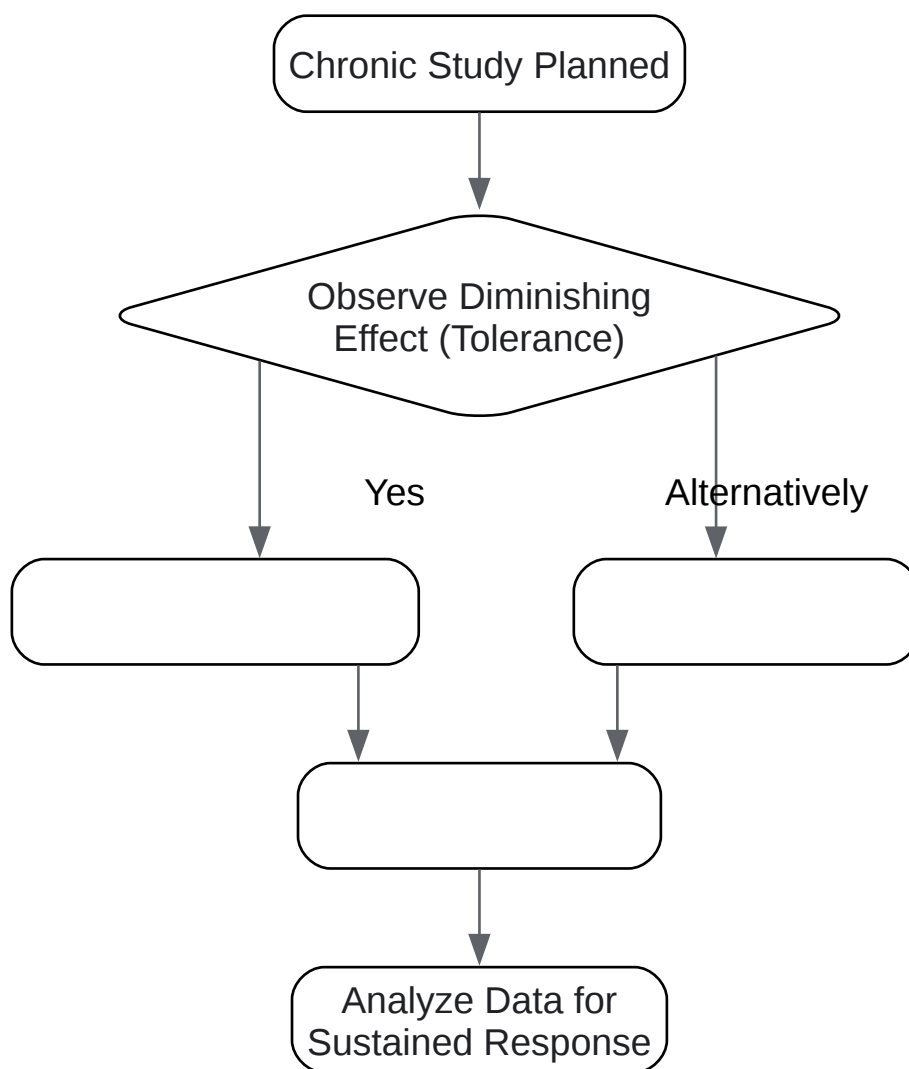 Chronic Study Planned
Observe Diminishing
Effect (Tolerance)
Yes
Alternatively
Analyze Data for
Sustained Response